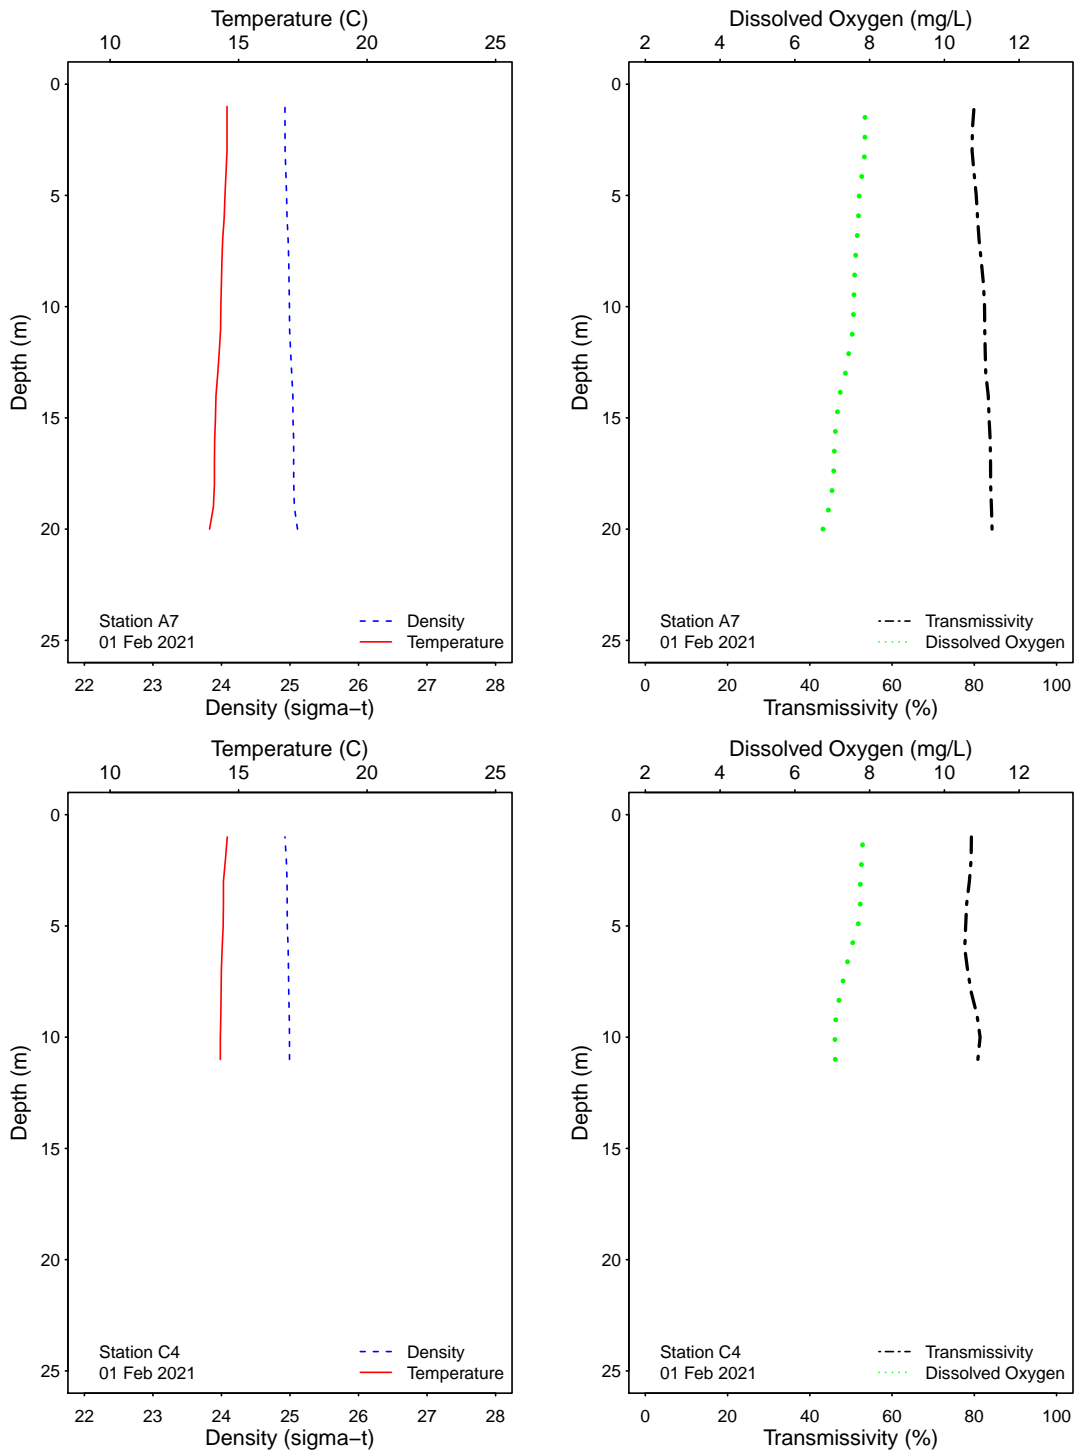 Temperature (C)
10 15 20 25
0
5
10
15
20
25
Depth (m)
Station A7
01 Feb 2021
Density
Temperature
22 23 24 25 26 27 28
Density (sigma−t)
Dissolved Oxygen (mg/L)
2 4 6 8 10 12
0
5
10
15
20
25
Depth (m)
Station A7
01 Feb 2021
Transmissivity
Dissolved Oxygen
0 20 40 60 80 100
Transmissivity (%)
Temperature (C)
10 15 20 25
0
5
10
15
20
25
Depth (m)
Station C4
01 Feb 2021
Density
Temperature
22 23 24 25 26 27 28
Density (sigma−t)
Dissolved Oxygen (mg/L)
2 4 6 8 10 12
0
5
10
15
20
25
Depth (m)
Station C4
01 Feb 2021
Transmissivity
Dissolved Oxygen
0 20 40 60 80 100
Transmissivity (%)